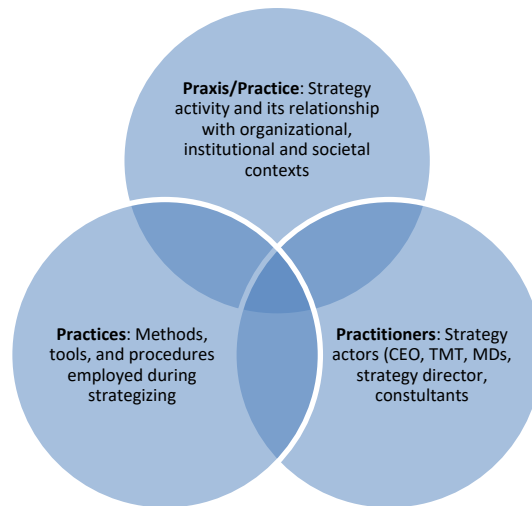 Praxis/Practice: Strategy
activity and its relationship
with organizational,
institutional and societal
contexts
Practices: Methods,
tools, and procedures
employed during
strategizing
Practitioners: Strategy
actors (CEO, TMT, MDs,
strategy director,
constultants